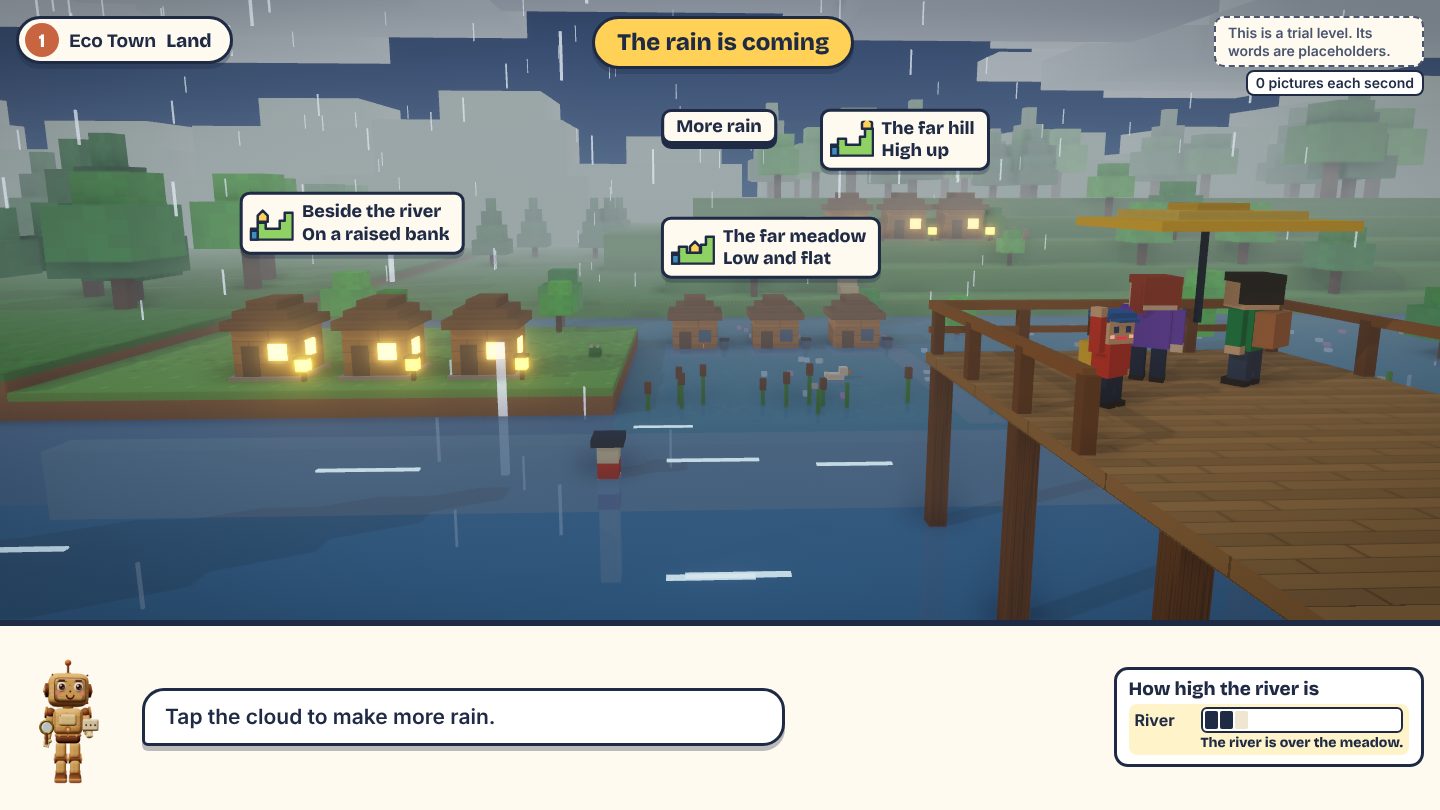 1 Eco Town Land
The rain is coming
This is a trial level. Its
words are placeholders.
0 pictures each second
More rain
The far hill
High up
Beside the river
On a raised bank
The far meadow
Low and flat
Tap the cloud to make more rain.
How high the river is
River
The river is over the meadow.